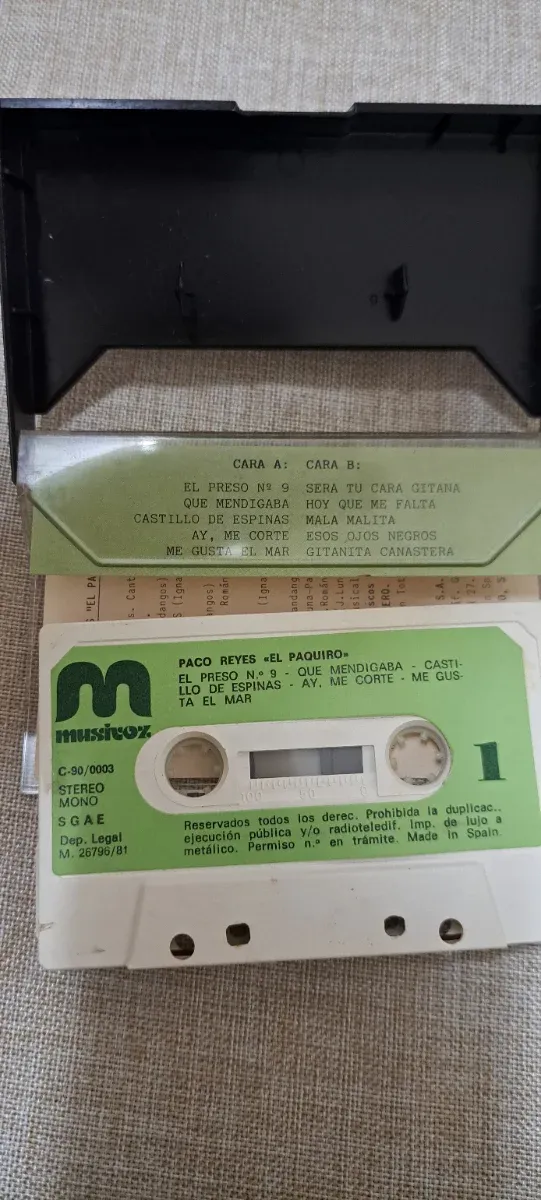 CARA A: CARA B:
EL PRESO Nº 9 SERA TU CARA GITANA
QUE MENDIGABA HOY QUE ME FALTA
CASTILLO DE ESPINAS MALA MALITA
AY, ME CORTE ESOS OJOS NEGROS
ME GUSTA EL MAR GITANITA CANASTERA
musivoz
C-90/0003
STEREO
MONO
S G A E
Dep. Legal
M. 26796/81
PACO REYES «EL PAQUIRO»
EL PRESO N.º 9 - QUE MENDIGABA - CASTI-
LLO DE ESPINAS - AY, ME CORTE - ME GUS-
TA EL MAR
1
100 50 0
Reservados todos los derec. Prohibida la duplicac..
ejecución pública y/o radioteledif. Imp. de lujo a
metálico. Permiso n.º en trámite. Made in Spain.